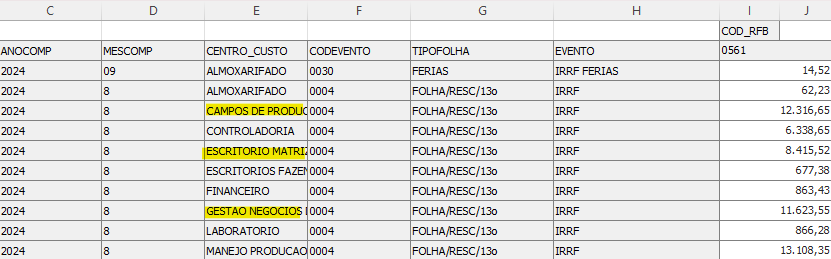 C D E F G H I J
COD_RFB
ANOCOMP MESCOMP CENTRO_CUSTO CODEVENTO TIPOFOLHA EVENTO 0561
2024 09 ALMOXARIFADO 0030 FERIAS IRRF FERIAS 14,52
2024 8 ALMOXARIFADO 0004 FOLHA/RESC/13o IRRF 62,23
2024 8 CAMPOS DE PRODUC 0004 FOLHA/RESC/13o IRRF 12.316,65
2024 8 CONTROLADORIA 0004 FOLHA/RESC/13o IRRF 6.338,65
2024 8 ESCRITORIO MATRIZ 0004 FOLHA/RESC/13o IRRF 8.415,52
2024 8 ESCRITORIOS FAZEN 0004 FOLHA/RESC/13o IRRF 677,38
2024 8 FINANCEIRO 0004 FOLHA/RESC/13o IRRF 863,43
2024 8 GESTAO NEGOCIOS 0004 FOLHA/RESC/13o IRRF 11.623,55
2024 8 LABORATORIO 0004 FOLHA/RESC/13o IRRF 866,28
2024 8 MANEJO PRODUCAO 0004 FOLHA/RESC/13o IRRF 13.108,35